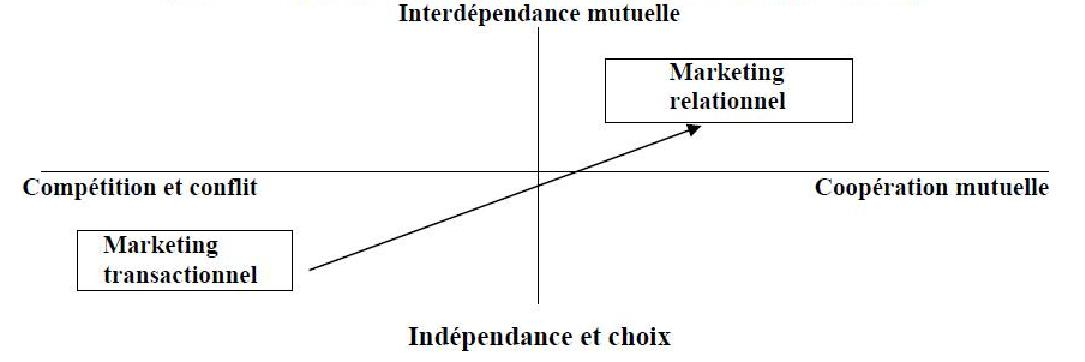 Interdépendance mutuelle
Marketing
relationnel
Compétition et conflit
Coopération mutuelle
Marketing
transactionnel
Indépendance et choix